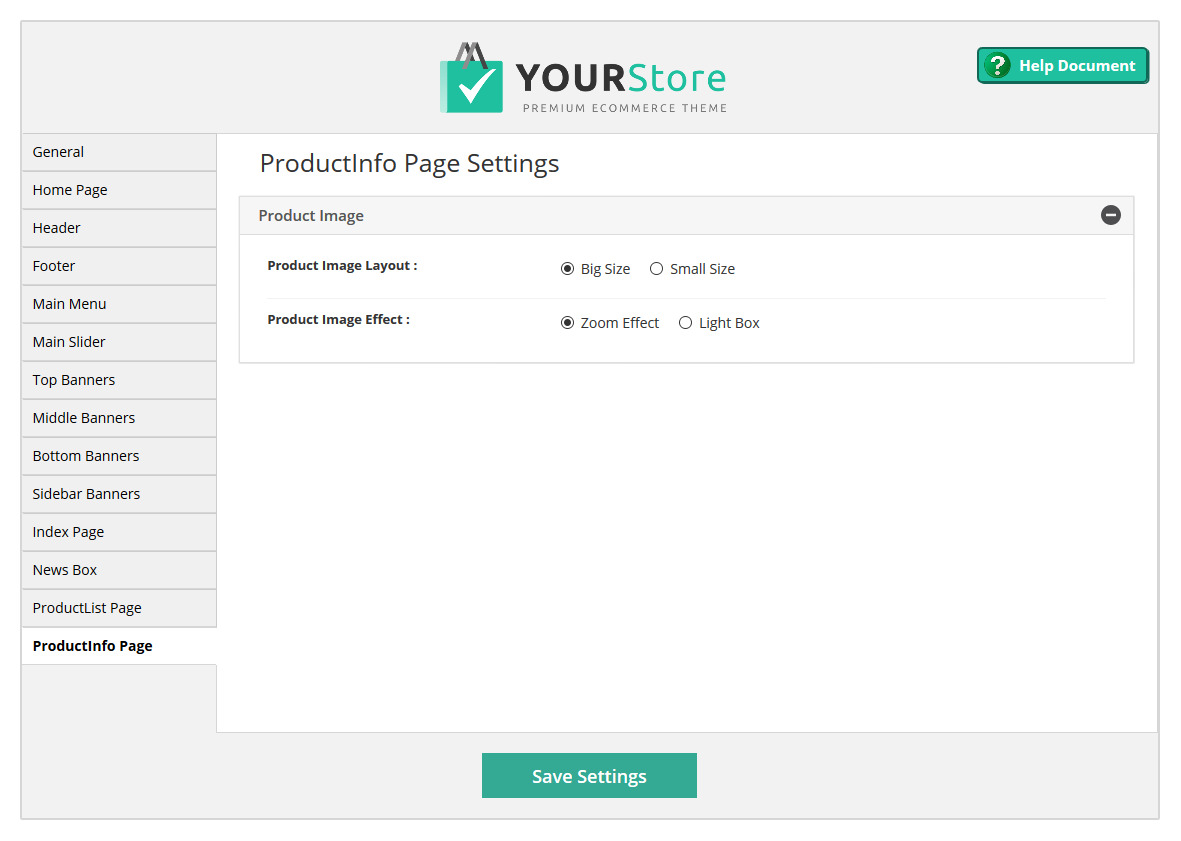 YOURStore
PREMIUM ECOMMERCE THEME
? Help Document
General
Home Page
Header
Footer
Main Menu
Main Slider
Top Banners
Middle Banners
Bottom Banners
Sidebar Banners
Index Page
News Box
ProductList Page
ProductInfo Page
ProductInfo Page Settings
Product Image
Product Image Layout : Big Size Small Size
Product Image Effect : Zoom Effect Light Box
Save Settings